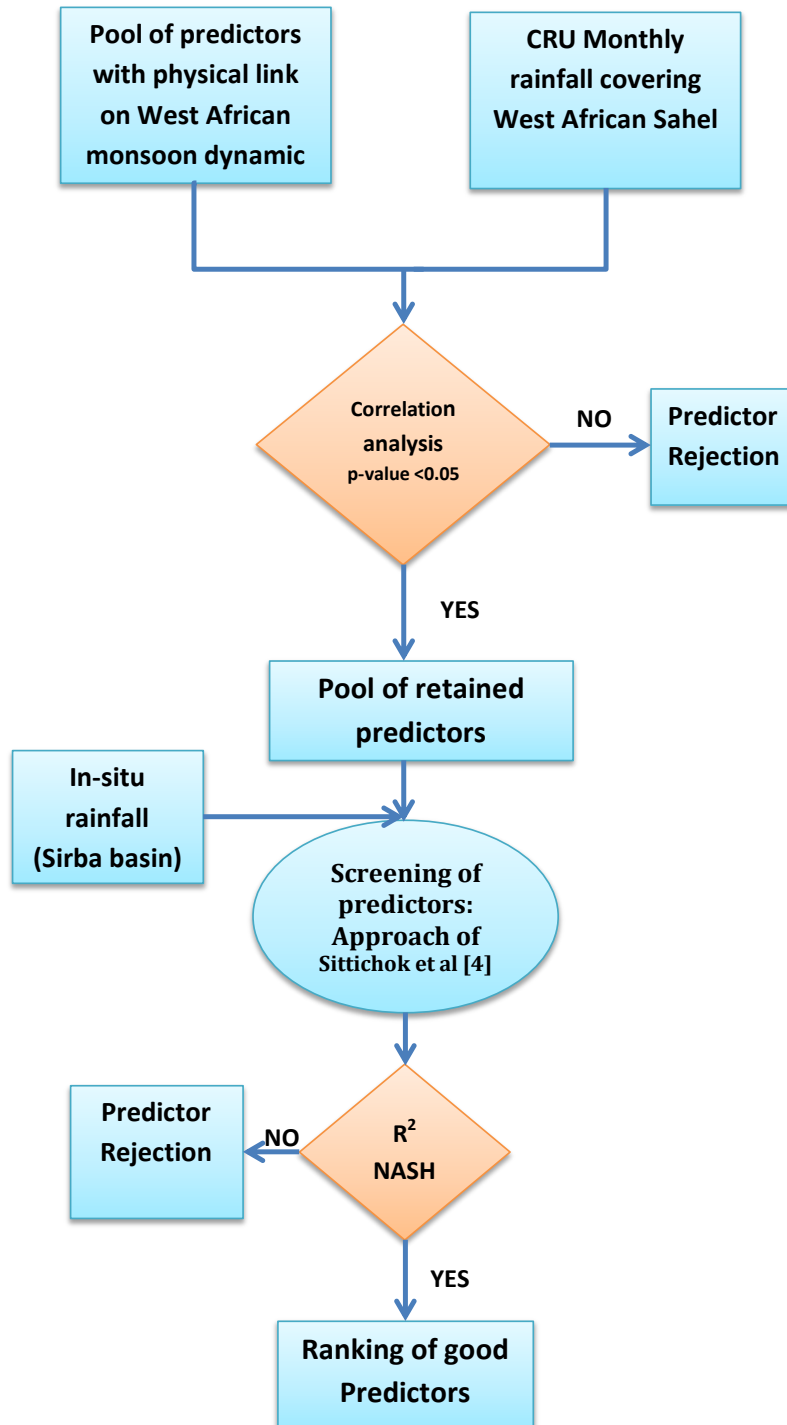 Pool of predictors
with physical link
on West African
monsoon dynamic
CRU Monthly
rainfall covering
West African Sahel
Correlation
analysis
p-value <0.05
NO
Predictor
Rejection
YES
Pool of retained
predictors
In-situ
rainfall
(Sirba basin)
Screening of
predictors:
Approach of
Sittichok et al [4]
Predictor
Rejection
NO
R²
NASH
YES
Ranking of good
Predictors